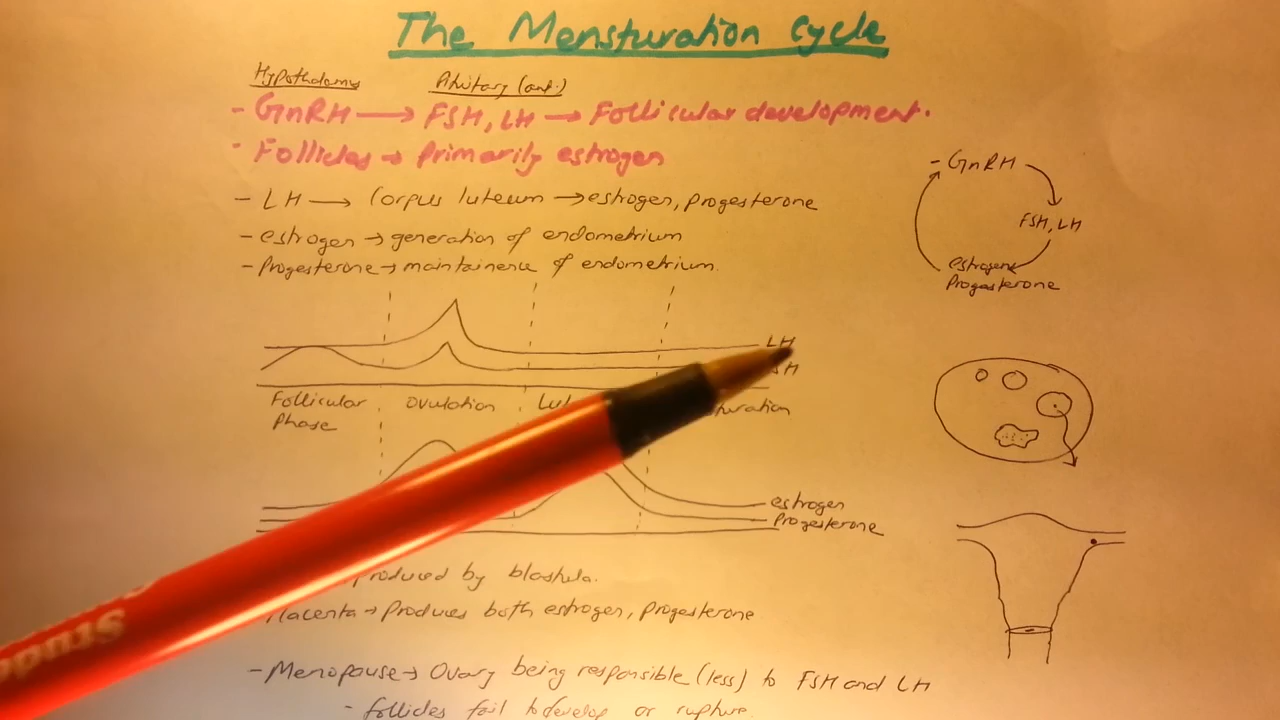 The Mensturation Cycle
Hypothalamus Pituitary (ant.)
- GnRH → FSH, LH → Follicular development.
- Follicles → Primarily estrogen
- LH → Corpus luteum → estrogen, Progesterone
- estrogen → generation of endometrium
- Progesterone → maintainence of endometrium.
- GnRH
FSH, LH
estrogen
Progesterone
LH
Follicular Phase
Ovulation
estrogen
Progesterone
produced by blastula.
Placenta → Produces both estrogen, progesterone
- Menopause → Ovary being responsible (less) to FSH and LH
- follicles fail to develop or rupture.